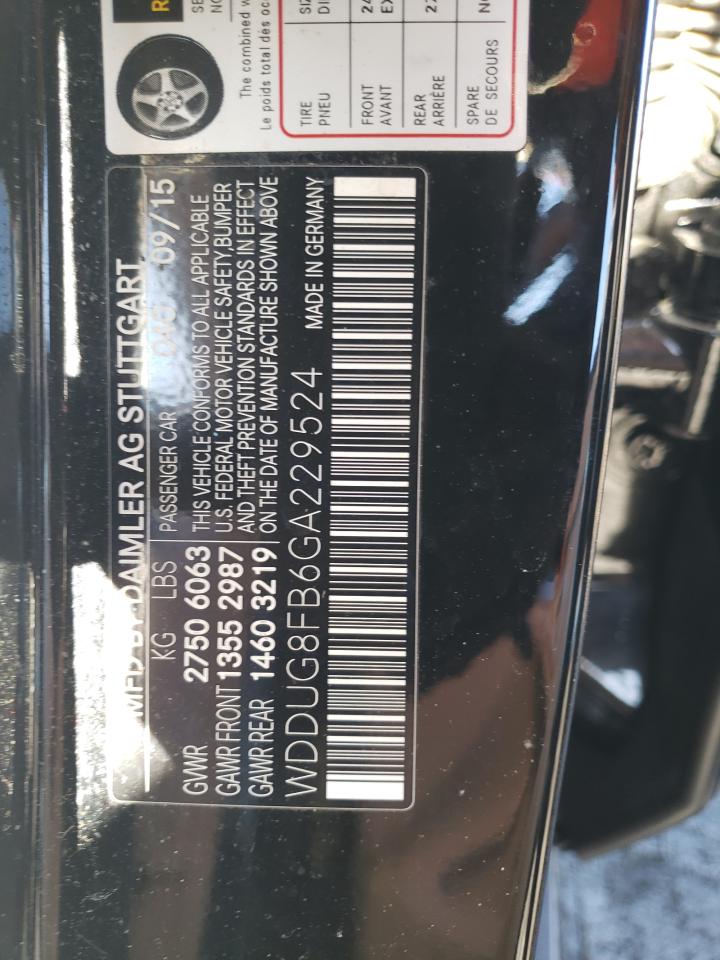 MFD BY DAIMLER AG STUTTGART
KG LBS
PASSENGER CAR 09/15
GVWR 2750 6063
GAWR FRONT 1355 2987
GAWR REAR 1460 3219
THIS VEHICLE CONFORMS TO ALL APPLICABLE
U.S. FEDERAL MOTOR VEHICLE SAFETY,BUMPER
AND THEFT PREVENTION STANDARDS IN EFFECT
ON THE DATE OF MANUFACTURE SHOWN ABOVE
WDDUG8FB6GA229524
MADE IN GERMANY
The combined
Le poids total des
TIRE
PNEU
FRONT
AVANT
REAR
ARRIÈRE
SPARE
DE SECOURS